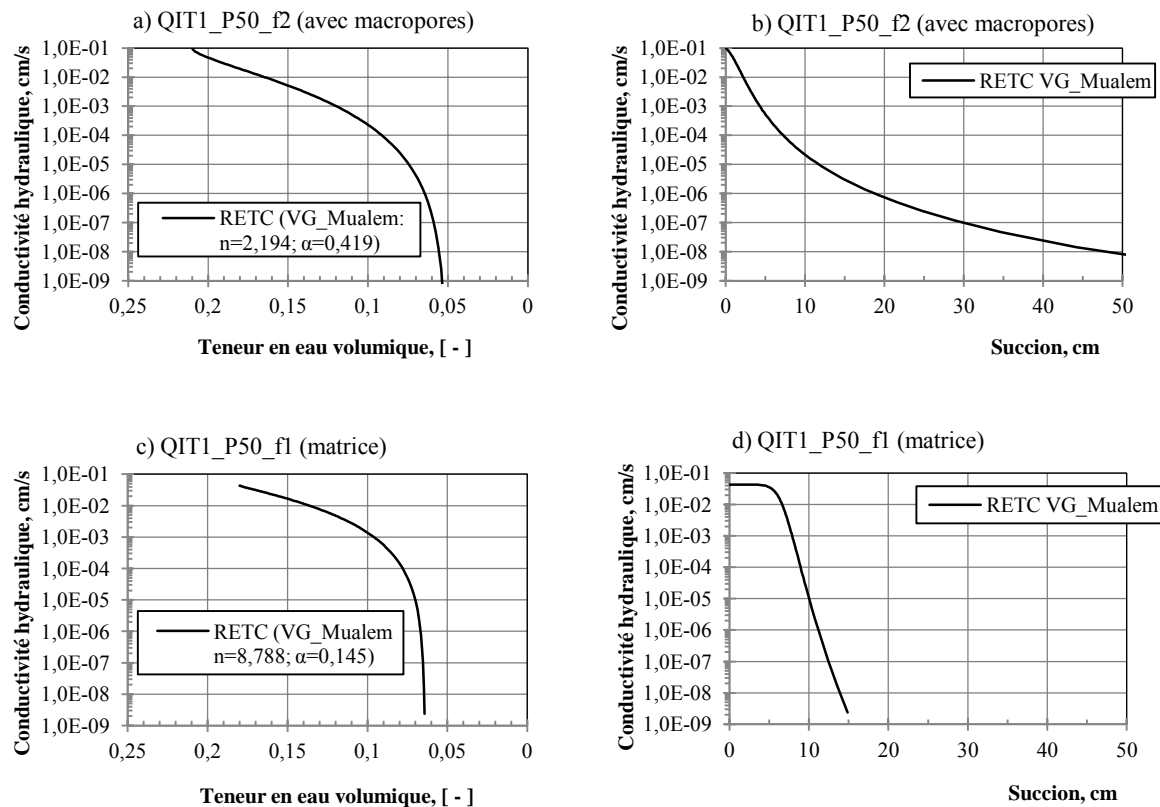 a) QIT1_P50_f2 (avec macropores)
Conductivité hydraulique, cm/s
1,0E-01
1,0E-02
1,0E-03
1,0E-04
1,0E-05
1,0E-06
1,0E-07
1,0E-08
1,0E-09
RETC (VG_Mualem:
n=2,194; α=0,419)
0,25 0,2 0,15 0,1 0,05 0
Teneur en eau volumique, [ - ]
b) QIT1_P50_f2 (avec macropores)
Conductivité hydraulique, cm/s
1,0E-01
1,0E-02
1,0E-03
1,0E-04
1,0E-05
1,0E-06
1,0E-07
1,0E-08
1,0E-09
RETC VG_Mualem
0 10 20 30 40 50
Succion, cm
c) QIT1_P50_f1 (matrice)
Conductivité hydraulique, cm/s
1,0E-01
1,0E-02
1,0E-03
1,0E-04
1,0E-05
1,0E-06
1,0E-07
1,0E-08
1,0E-09
RETC (VG_Mualem
n=8,788; α=0,145)
0,25 0,2 0,15 0,1 0,05 0
Teneur en eau volumique, [ - ]
d) QIT1_P50_f1 (matrice)
Conductivité hydraulique, cm/s
1,0E-01
1,0E-02
1,0E-03
1,0E-04
1,0E-05
1,0E-06
1,0E-07
1,0E-08
1,0E-09
RETC VG_Mualem
0 10 20 30 40 50
Succion, cm